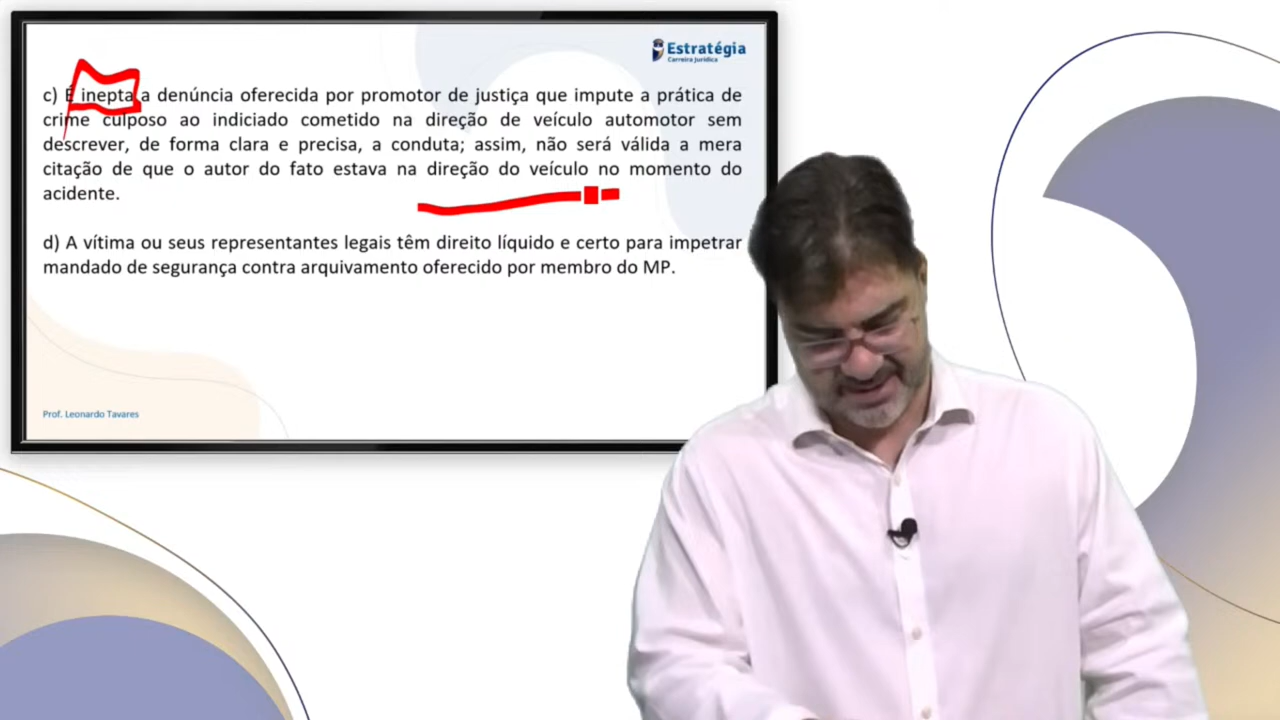 Estratégia
Carreira Jurídica
c) É inepta a denúncia oferecida por promotor de justiça que impute a prática de
crime culposo ao indiciado cometido na direção de veículo automotor sem
descrever, de forma clara e precisa, a conduta; assim, não será válida a mera
citação de que o autor do fato estava na direção do veículo no momento do
acidente.
d) A vítima ou seus representantes legais têm direito líquido e certo para impetrar
mandado de segurança contra arquivamento oferecido por membro do MP.
Prof. Leonardo Tavares